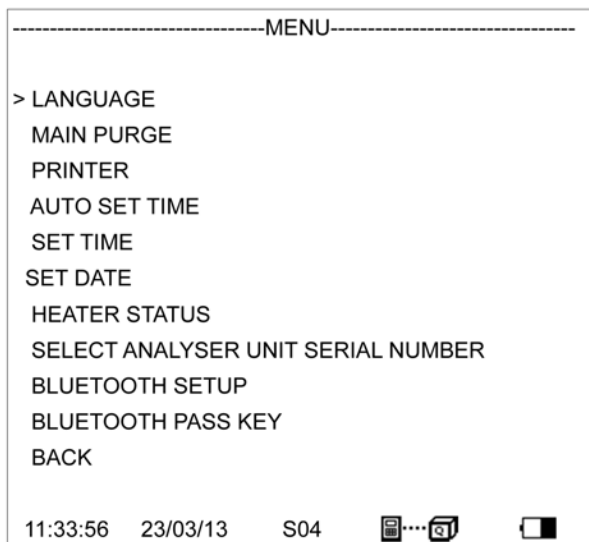 ---------------------------------MENU--------------------------------
> LANGUAGE
MAIN PURGE
PRINTER
AUTO SET TIME
SET TIME
SET DATE
HEATER STATUS
SELECT ANALYSER UNIT SERIAL NUMBER
BLUETOOTH SETUP
BLUETOOTH PASS KEY
BACK
11:33:56 23/03/13 S04